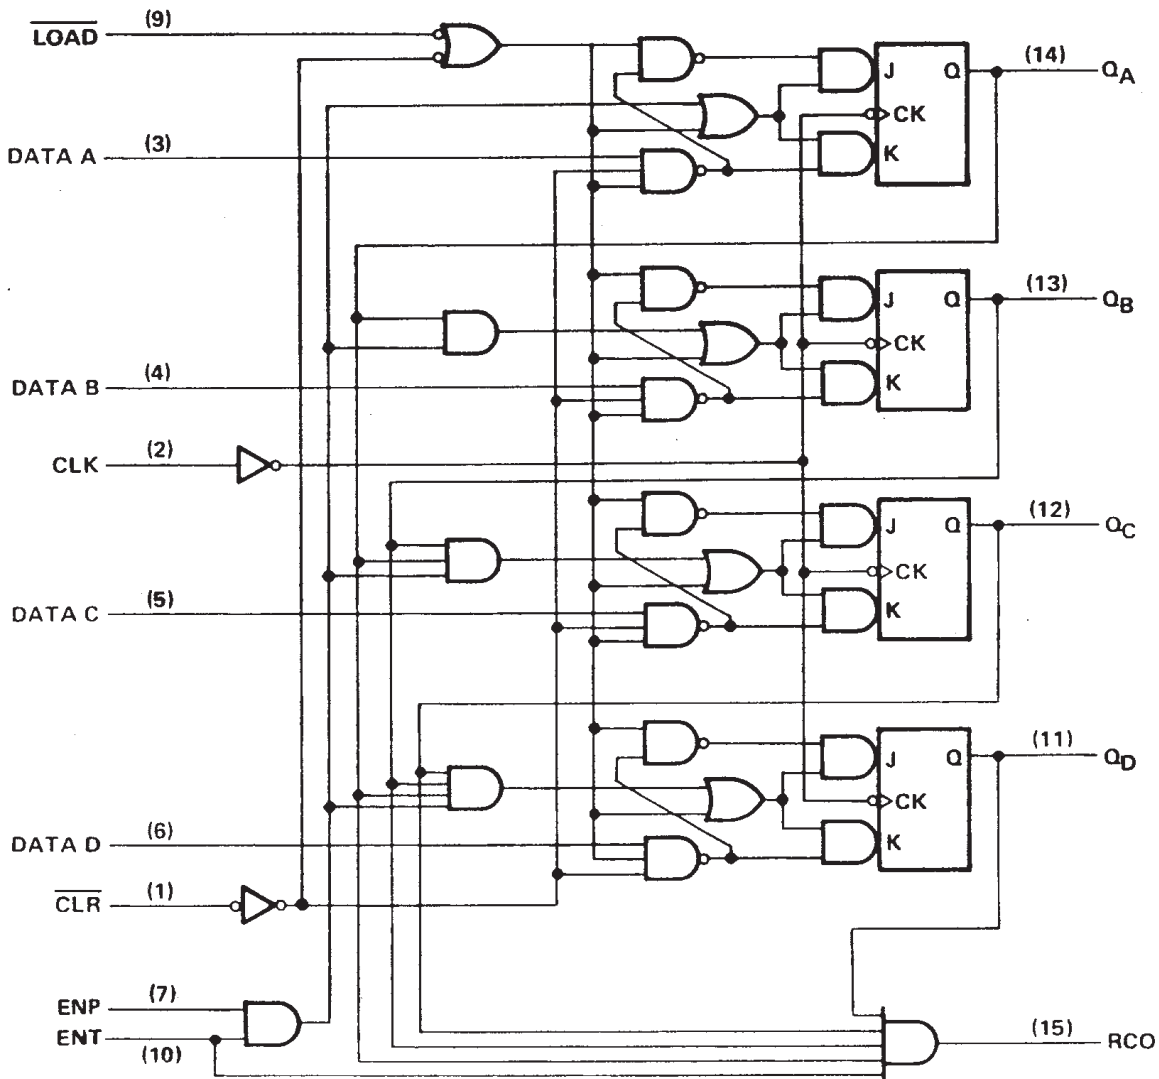 LOAD (9)
(14) QA
J Q
CK
K
DATA A (3)
(13) QB
J Q
CK
K
DATA B (4)
CLK (2)
(12) QC
J Q
CK
K
DATA C (5)
(11) QD
J Q
CK
K
DATA D (6)
CLR (1)
ENP (7)
ENT (10)
(15) RCO